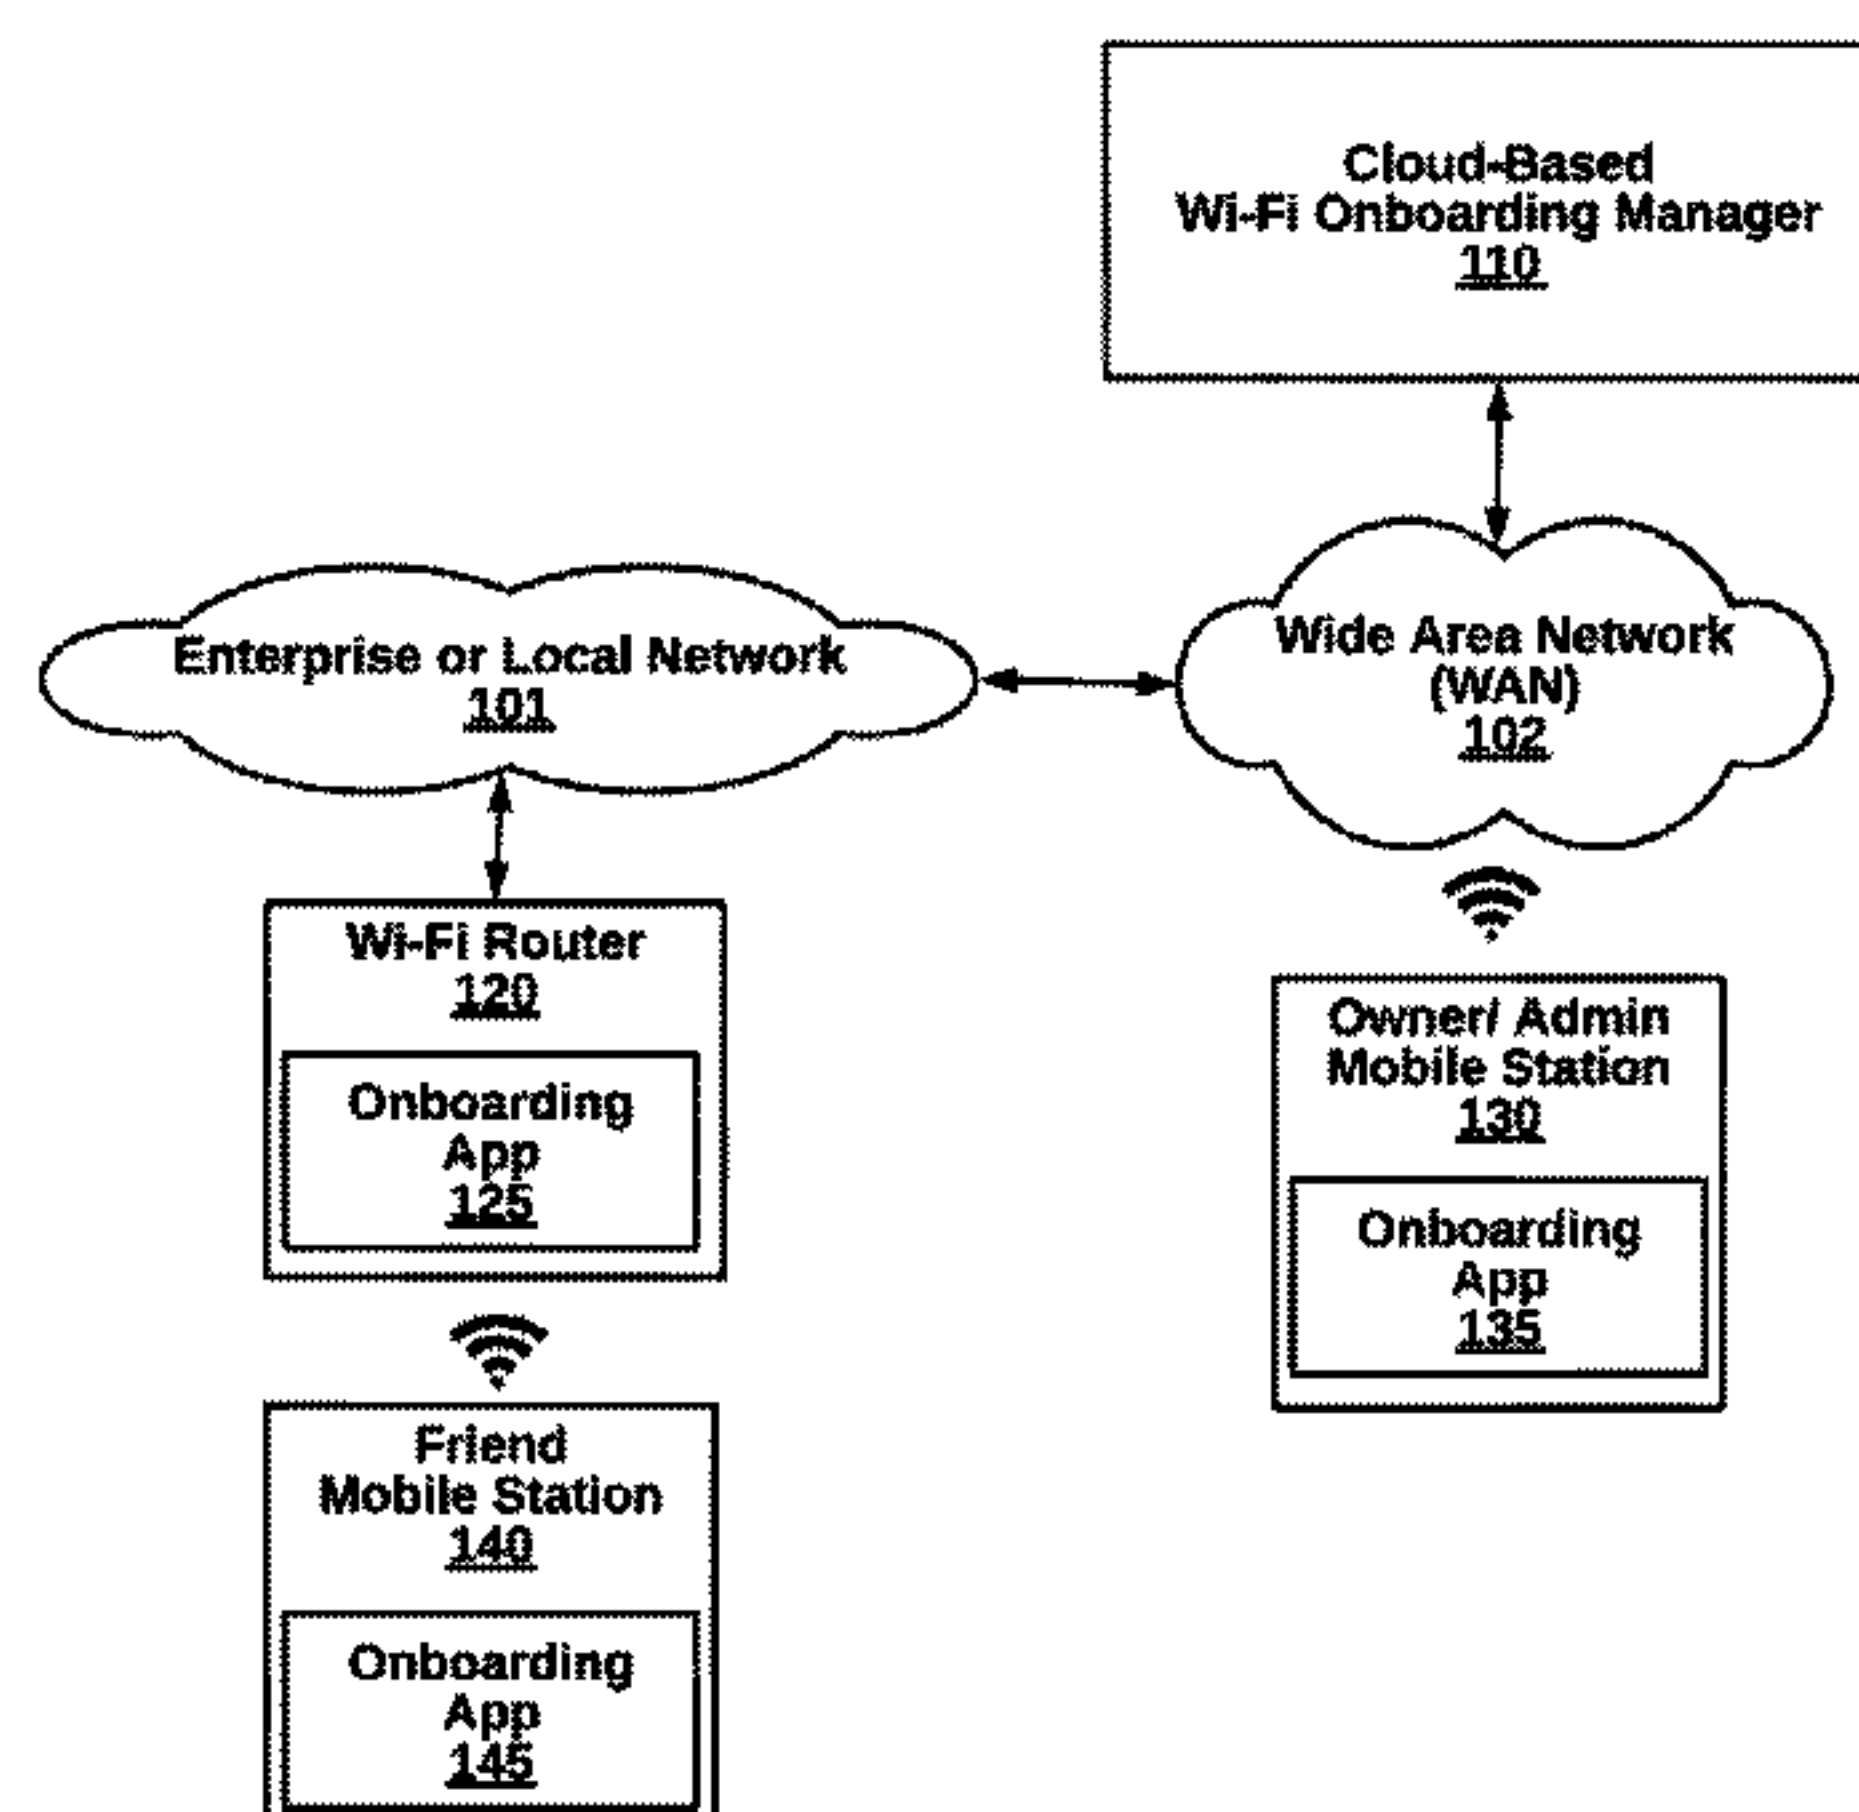 Cloud-Based
Wi-Fi Onboarding Manager
110
Enterprise or Local Network
101
Wide Area Network
(WAN)
102
Wi-Fi Router
120
Onboarding
App
125
Owner/ Admin
Mobile Station
130
Onboarding
App
135
Friend
Mobile Station
140
Onboarding
App
145